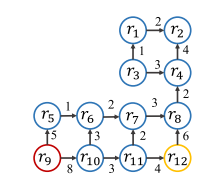 r₁ 2 r₂
1 4
r₃ 3 r₄
2
r₅ 1 r₆ 2 r₇ 3 r₈
5 3 2 6
r₉ 8 r₁₀ 3 r₁₁ 4 r₁₂